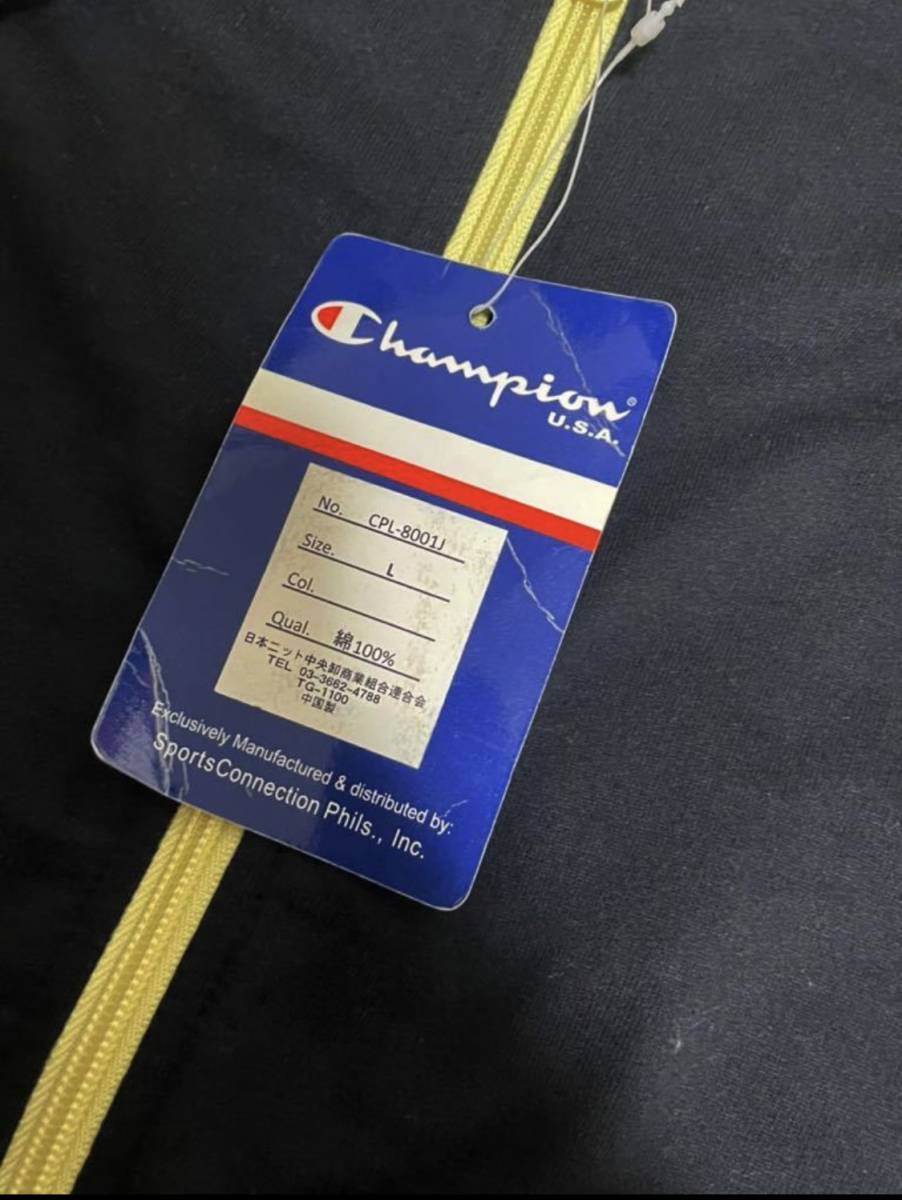 Champion®
U.S.A.
No. CPL-8001J
Size. L
Col.
Qual. 綿100%
日本ニット中央卸商業組合連合会
TEL 03-3662-4788
TG-1100
中国製
Exclusively Manufactured & distributed by:
SportsConnection Phils., Inc.